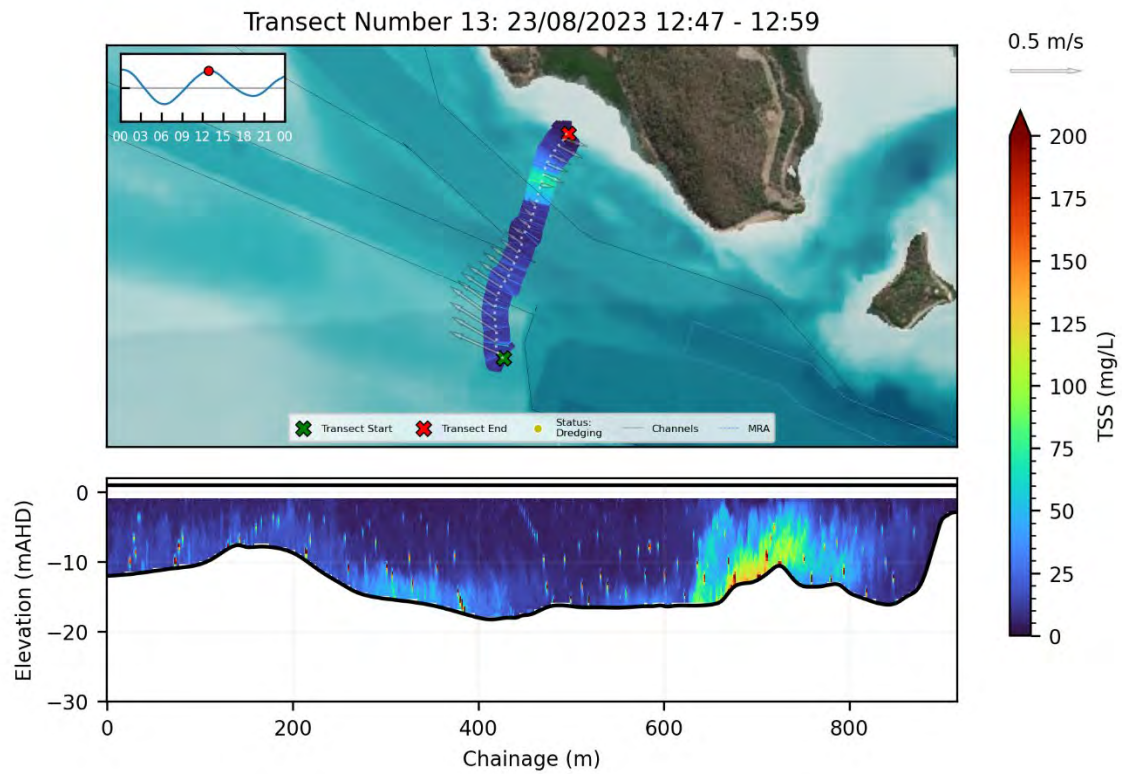 Transect Number 13: 23/08/2023 12:47 - 12:59
0.5 m/s
00 03 06 09 12 15 18 21 00
Transect Start
Transect End
Status:
Dredging
Channels
MRA
200
175
150
125
100
75
50
25
0
TSS (mg/L)
Elevation (mAHD)
0
−10
−20
−30
0 200 400 600 800
Chainage (m)